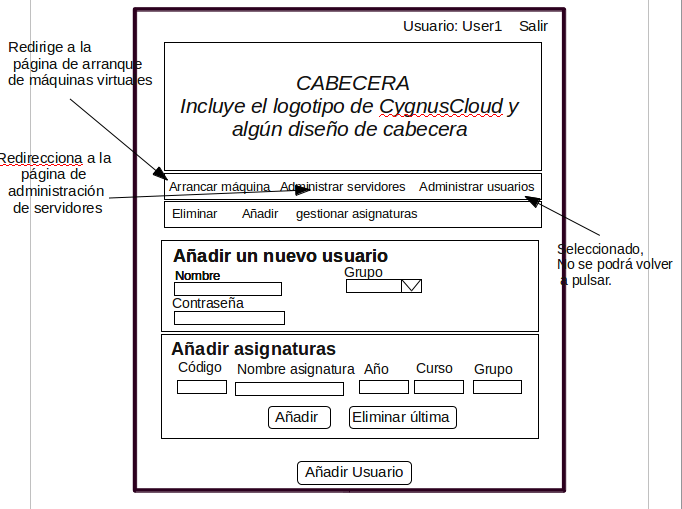 Usuario: User1 Salir
Redirige a la
página de arranque
de máquinas virtuales
CABECERA
Incluye el logotipo de CygnusCloud y
algún diseño de cabecera
Redirecciona a la
página de
administración
de servidores
Arrancar máquina Administrar servidores Administrar usuarios
Eliminar Añadir gestionar asignaturas
Seleccionado,
No se podrá volver
a pulsar.
Añadir un nuevo usuario
Nombre Grupo
Contraseña
Añadir asignaturas
Código Nombre asignatura Año Curso Grupo
Añadir Eliminar última
Añadir Usuario